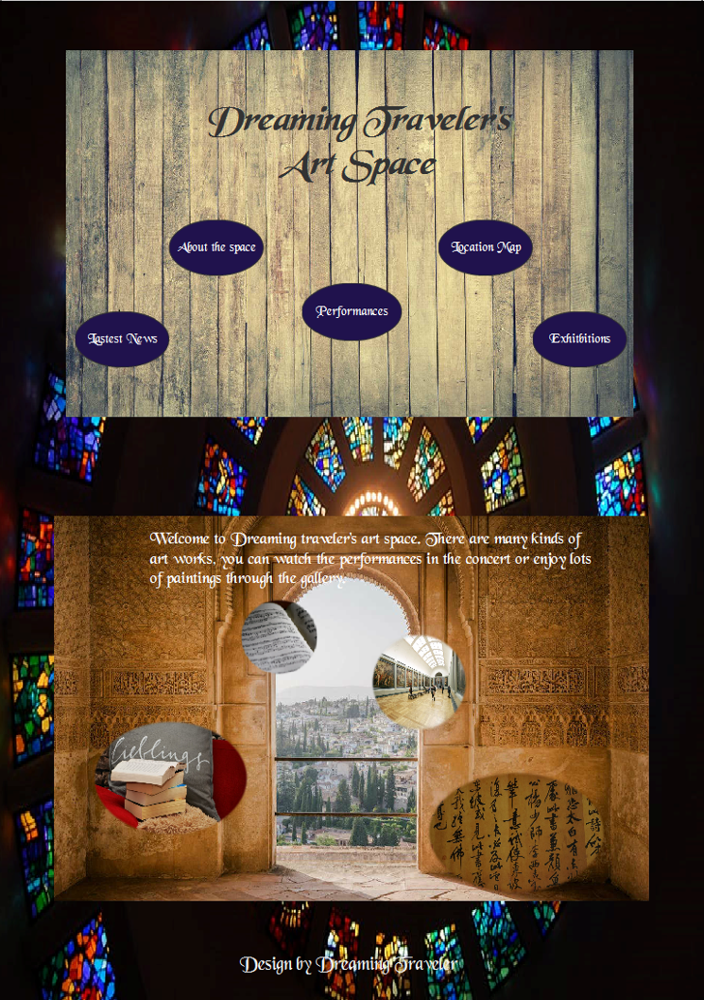 Dreaming Traveler's
Art Space
About the space
Location Map
Performances
Lastest News
Exhitbitions
Welcome to Dreaming traveler's art space. There are many kinds of
art works, you can watch the performances in the concert or enjoy lots
of paintings through the gallery.
lieblings
Design by Dreaming Traveler